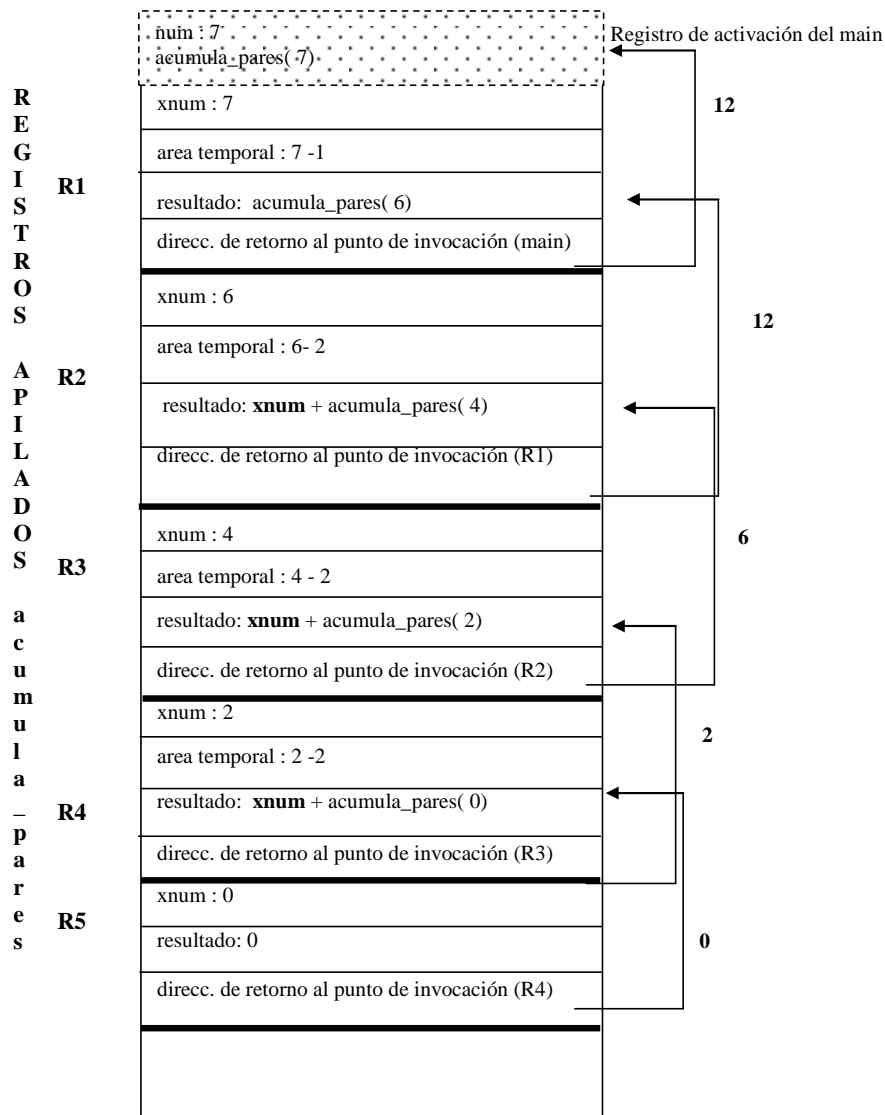 num : 7
acumula_pares( 7)
Registro de activación del main
REGISTROS APILADOS acumula_pares
R1
xnum : 7
area temporal : 7 -1
resultado: acumula_pares( 6)
direcc. de retorno al punto de invocación (main)
12
R2
xnum : 6
area temporal : 6- 2
resultado: xnum + acumula_pares( 4)
direcc. de retorno al punto de invocación (R1)
12
R3
xnum : 4
area temporal : 4 - 2
resultado: xnum + acumula_pares( 2)
direcc. de retorno al punto de invocación (R2)
6
R4
xnum : 2
area temporal : 2 -2
resultado: xnum + acumula_pares( 0)
direcc. de retorno al punto de invocación (R3)
2
R5
xnum : 0
resultado: 0
direcc. de retorno al punto de invocación (R4)
0